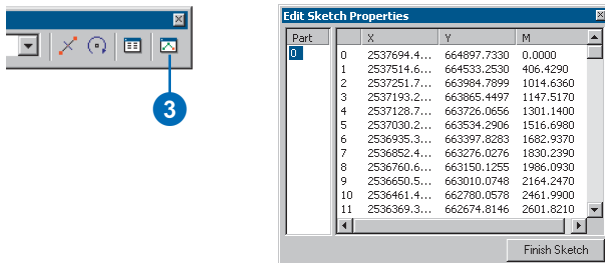 3
Edit Sketch Properties
Part X Y M
0 0 2537694.4... 664897.7330 0.0000
1 2537514.6... 664533.2530 406.4290
2 2537251.7... 663984.7899 1014.6360
3 2537193.2... 663865.4497 1147.5170
4 2537128.7... 663726.0656 1301.1400
5 2537030.2... 663534.2906 1516.6980
6 2536935.3... 663397.8283 1682.9370
7 2536852.4... 663276.0276 1830.2390
8 2536760.6... 663150.1255 1986.0930
9 2536650.5... 663010.0748 2164.2470
10 2536461.4... 662780.0578 2461.9900
11 2536369.3... 662674.8146 2601.8210
Finish Sketch